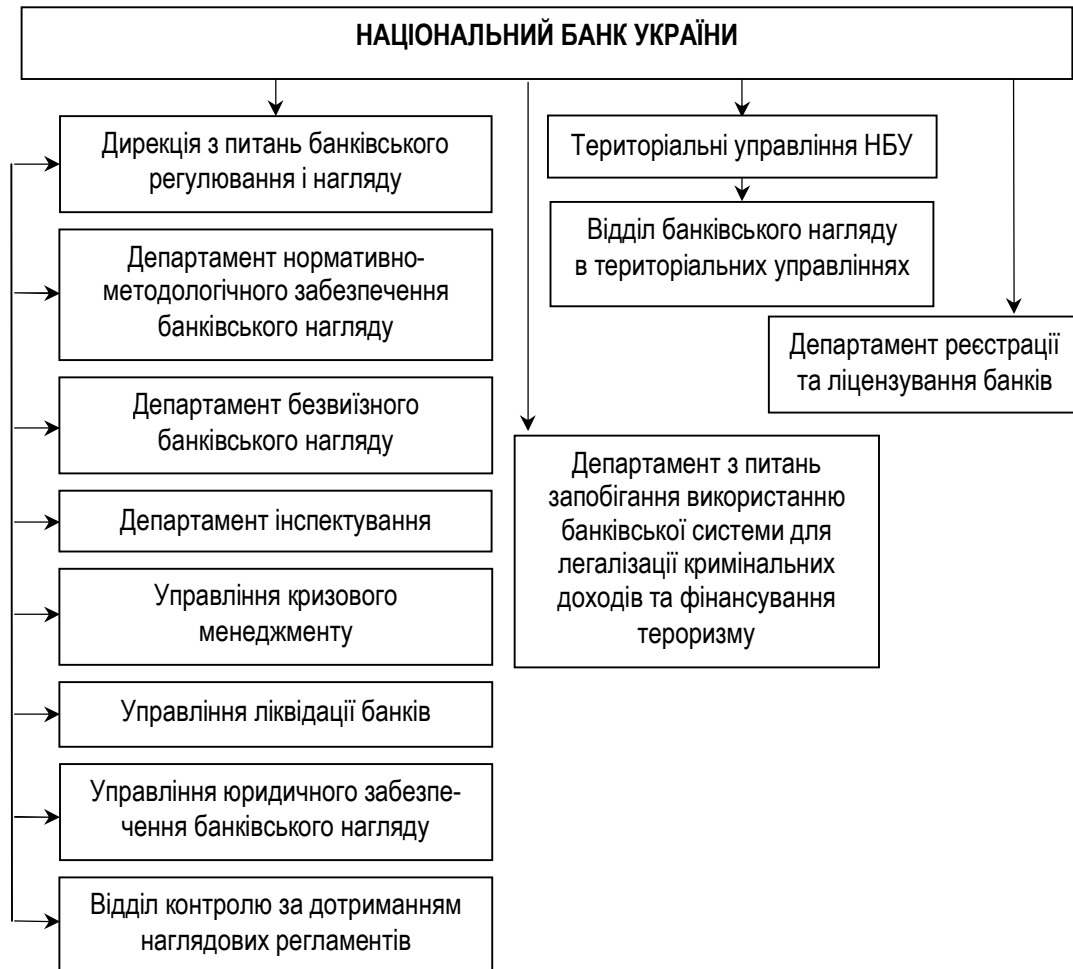 НАЦІОНАЛЬНИЙ БАНК УКРАЇНИ
Дирекція з питань банківського
регулювання і нагляду
Департамент нормативно-
методологічного забезпечення
банківського нагляду
Департамент безвиїзного
банківського нагляду
Департамент інспектування
Управління кризового
менеджменту
Управління ліквідації банків
Управління юридичного забезпе-
чення банківського нагляду
Відділ контролю за дотриманням
наглядових регламентів
Департамент з питань
запобігання використанню
банківської системи для
легалізації кримінальних
доходів та фінансування
тероризму
Територіальні управління НБУ
Відділ банківського нагляду
в територіальних управліннях
Департамент реєстрації
та ліцензування банків